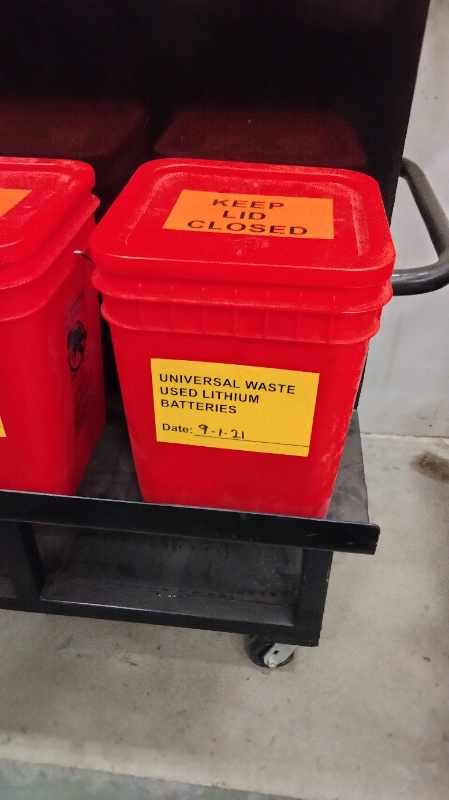 KEEP
LID
CLOSED
UNIVERSAL WASTE
USED LITHIUM
BATTERIES
Date: 9-1-21